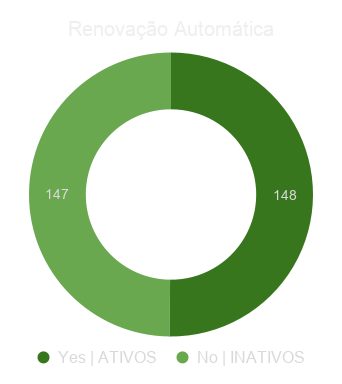 Renovação Automática
147
148
Yes | ATIVOS
No | INATIVOS